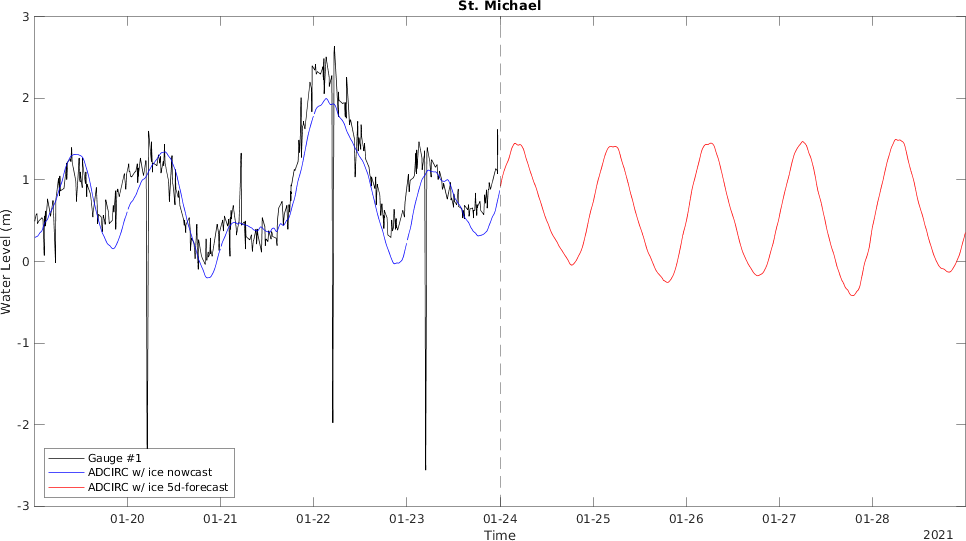 St. Michael
3
2
1
0
-1
-2
-3
Water Level (m)
Gauge #1
ADCIRC w/ ice nowcast
ADCIRC w/ ice 5d-forecast
01-20 01-21 01-22 01-23 01-24 01-25 01-26 01-27 01-28
Time
2021